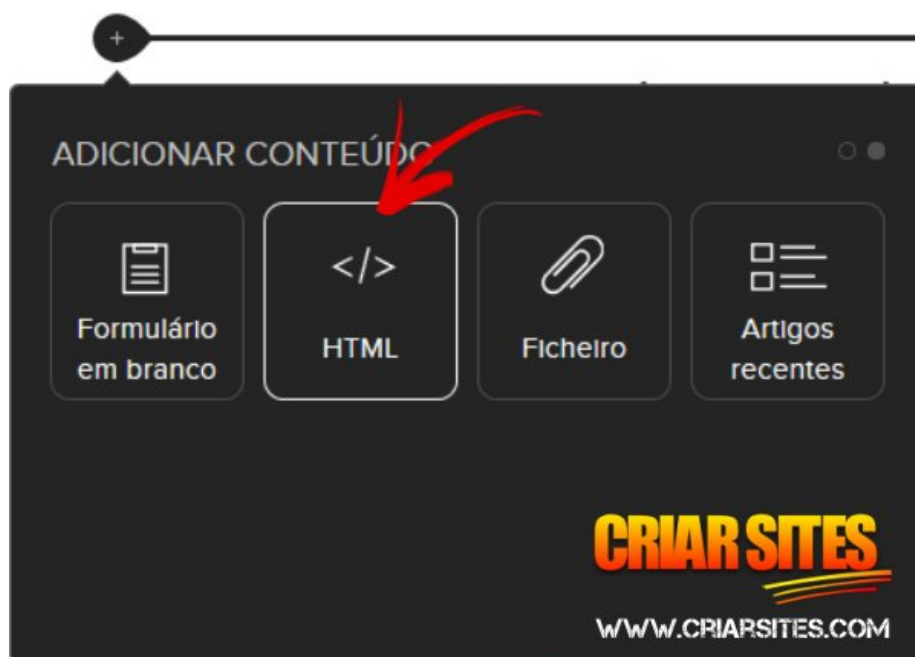 +
ADICIONAR CONTEÚDO
Formulário
em branco
</>
HTML
Ficheiro
Artigos
recentes
CRIAR SITES
WWW.CRIARSITES.COM